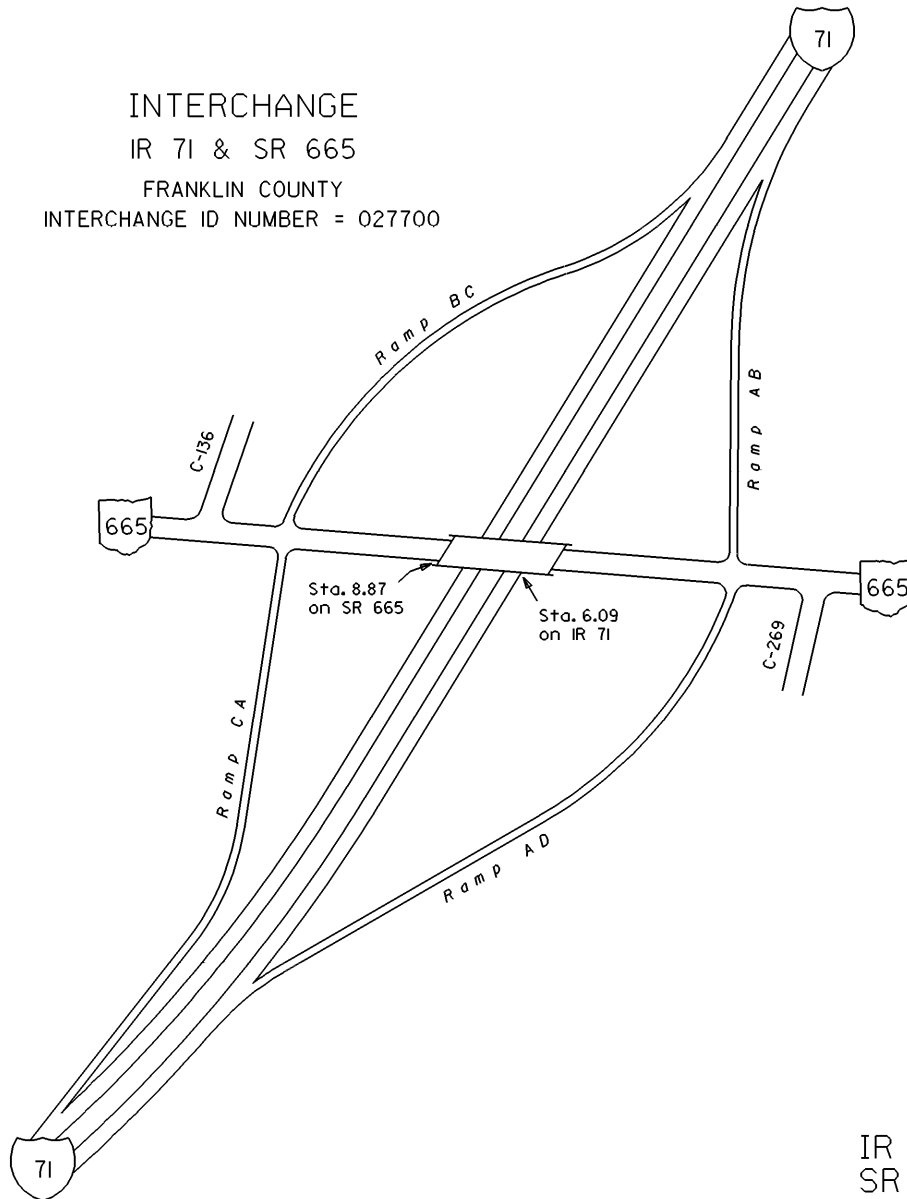 71
INTERCHANGE
IR 71 & SR 665
FRANKLIN COUNTY
INTERCHANGE ID NUMBER = 027700
Ramp BC
Ramp AB
C-136
665
Sta. 8.87
on SR 665
Sta. 6.09
on IR 71
665
C-269
Ramp CA
Ramp AD
71
IR
SR